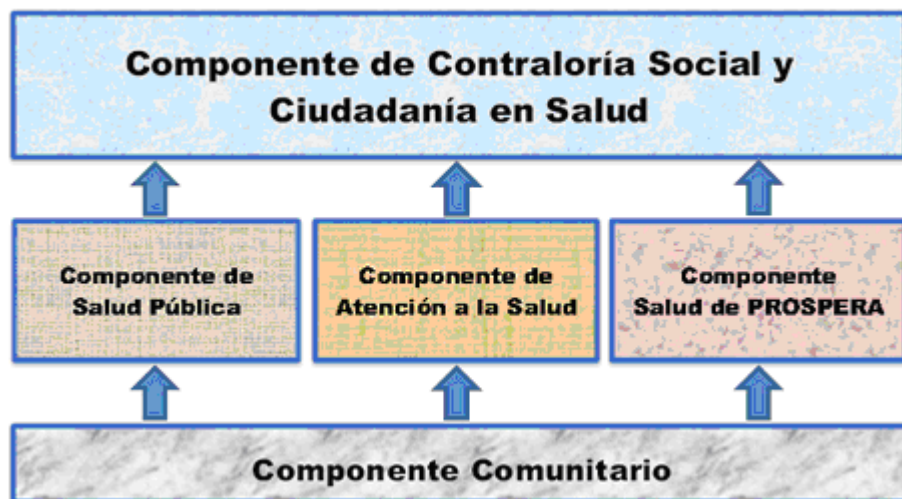 Componente de Contraloría Social y
Ciudadanía en Salud
Componente de
Salud Pública
Componente de
Atención a la Salud
Componente
Salud de PROSPERA
Componente Comunitario